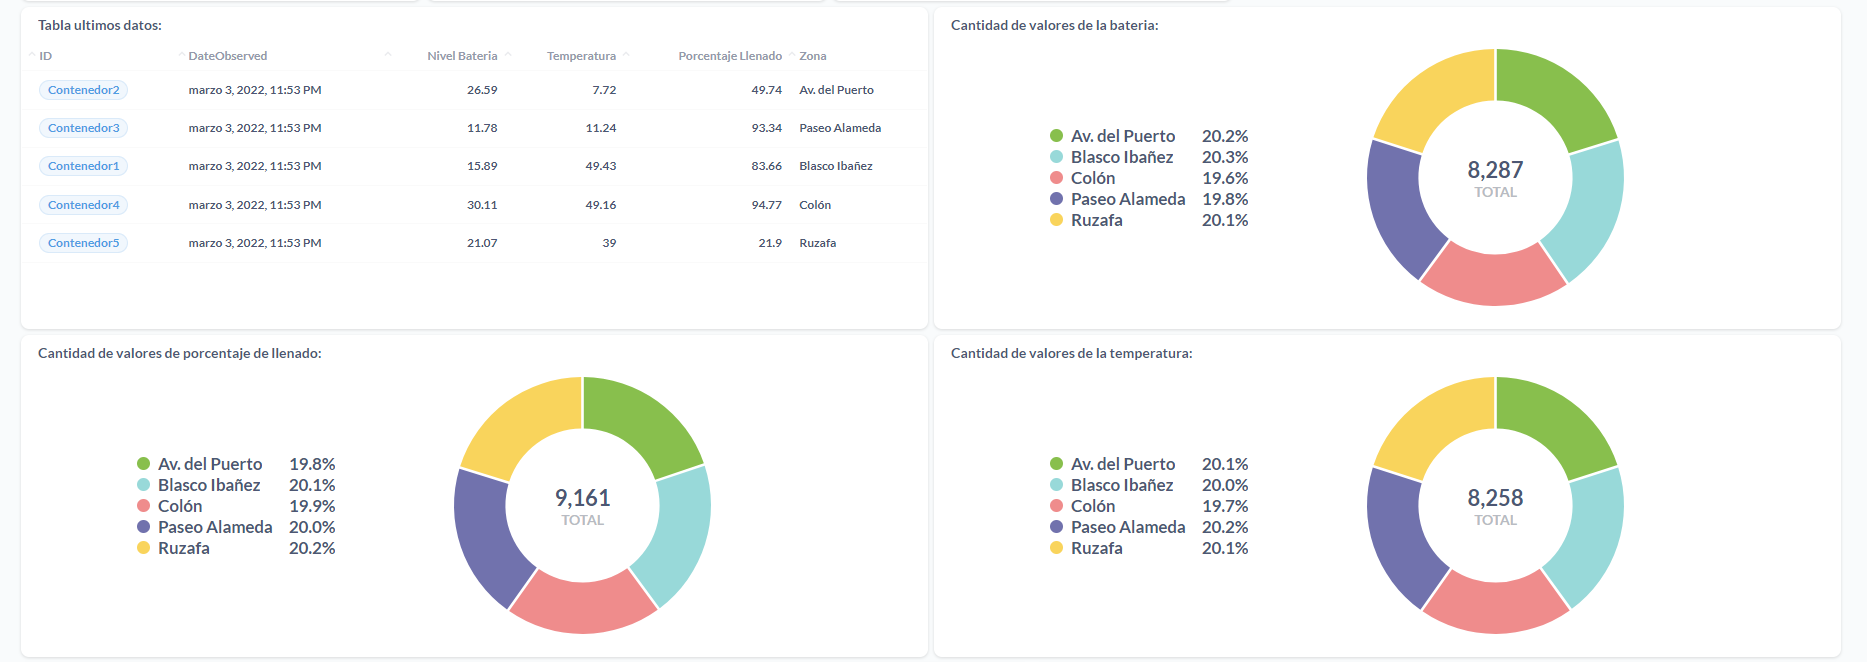 Tabla ultimos datos:
ID DateObserved Nivel Bateria Temperatura Porcentaje Llenado Zona
Contenedor2 marzo 3, 2022, 11:53 PM 26.59 7.72 49.74 Av. del Puerto
Contenedor3 marzo 3, 2022, 11:53 PM 11.78 11.24 93.34 Paseo Alameda
Contenedor1 marzo 3, 2022, 11:53 PM 15.89 49.43 83.66 Blasco Ibañez
Contenedor4 marzo 3, 2022, 11:53 PM 30.11 49.16 94.77 Colón
Contenedor5 marzo 3, 2022, 11:53 PM 21.07 39 21.9 Ruzafa
Cantidad de valores de la bateria:
Av. del Puerto 20.2%
Blasco Ibañez 20.3%
Colón 19.6%
Paseo Alameda 19.8%
Ruzafa 20.1%
8,287
TOTAL
Cantidad de valores de porcentaje de llenado:
Av. del Puerto 19.8%
Blasco Ibañez 20.1%
Colón 19.9%
Paseo Alameda 20.0%
Ruzafa 20.2%
9,161
TOTAL
Cantidad de valores de la temperatura:
Av. del Puerto 20.1%
Blasco Ibañez 20.0%
Colón 19.7%
Paseo Alameda 20.2%
Ruzafa 20.1%
8,258
TOTAL